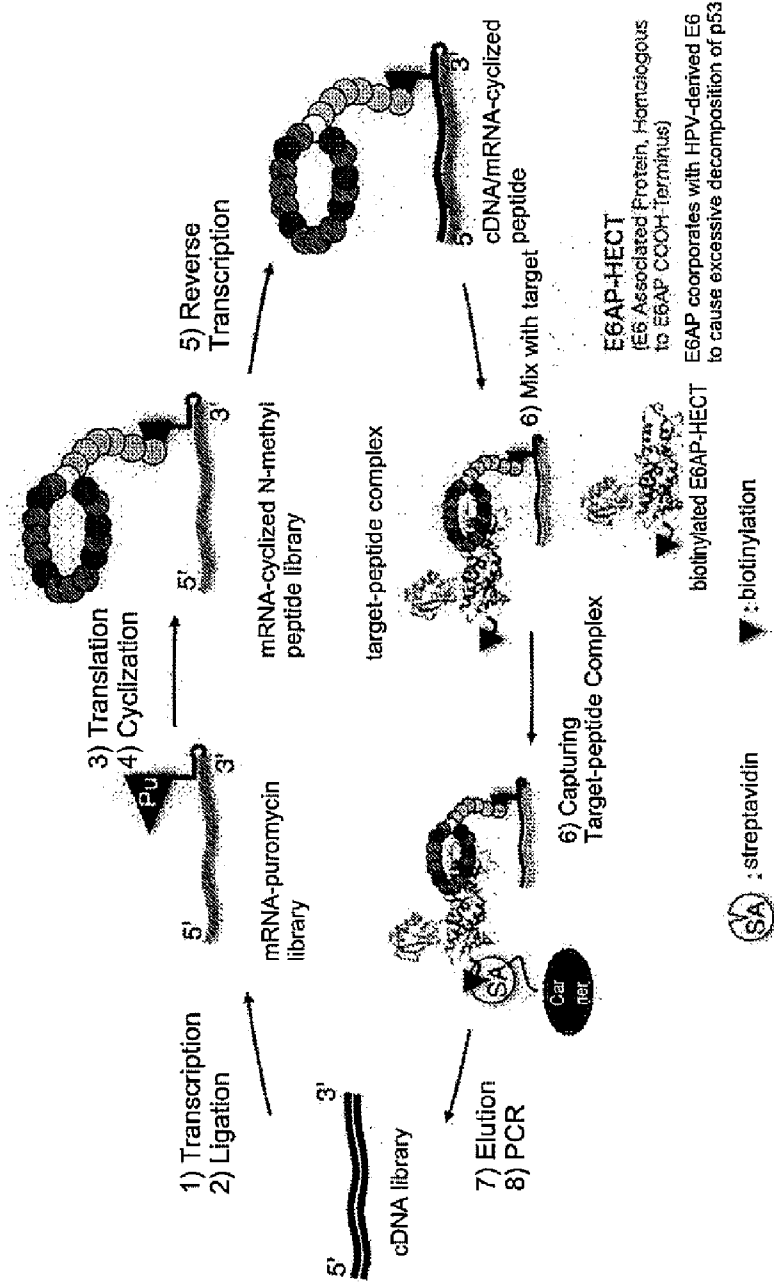 1) Transcription
2) Ligation
5'
3'
cDNA library
Pu
5'
3'
mRNA-puromycin
library
3) Translation
4) Cyclization
5'
3'
mRNA-cyclized N-methyl
peptide library
5) Reverse
Transcription
5'
3'
cDNA/mRNA-cyclized
peptide
6) Mix with target
target-peptide complex
biotinylated E6AP-HECT
E6AP-HECT
(E6 Associated Protein, Homologous
to E6AP COOH-Terminus)
E6AP coorporates with HPV-derived E6
to cause excessive decomposition of p53
6) Capturing
Target-peptide Complex
SA
Car
rier
7) Elution
8) PCR
SA
: streptavidin
: biotinylation